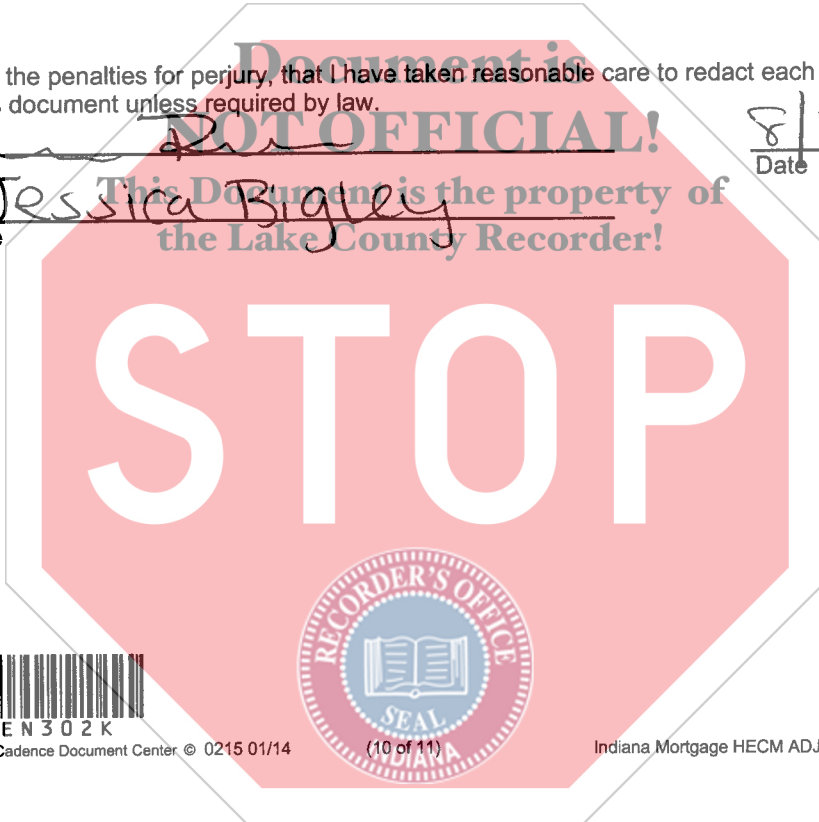 Document is
the penalties for perjury, that I have taken reasonable care to redact each
document unless required by law.
NOT OFFICIAL!
8/
Date
This Document is the property of
Jessica Bigley
the Lake County Recorder!
STOP
RECORDER'S OFFICE
SEAL
INDIANA
EN302K
Cadence Document Center © 0215 01/14
(10 of 11)
Indiana Mortgage HECM ADJ